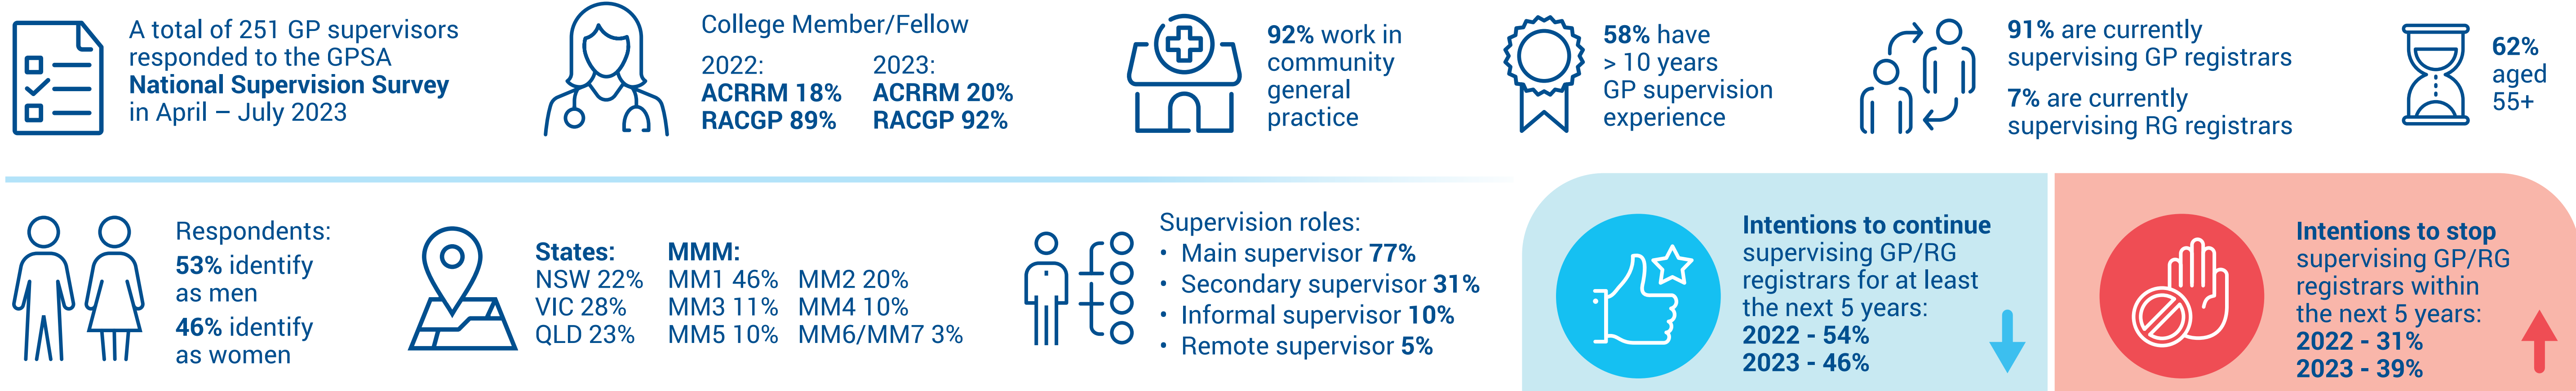 A total of 251 GP supervisors
responded to the GPSA
National Supervision Survey
in April – July 2023
College Member/Fellow
2022:
ACRRM 18%
RACGP 89%
2023:
ACRRM 20%
RACGP 92%
92% work in
community
general
practice
58% have
> 10 years
GP supervision
experience
91% are currently
supervising GP registrars
7% are currently
supervising RG registrars
62%
aged
55+
Respondents:
53% identify
as men
46% identify
as women
States:
NSW 22%
VIC 28%
QLD 23%
MMM:
MM1 46% MM2 20%
MM3 11% MM4 10%
MM5 10% MM6/MM7 3%
Supervision roles:
• Main supervisor 77%
• Secondary supervisor 31%
• Informal supervisor 10%
• Remote supervisor 5%
Intentions to continue
supervising GP/RG
registrars for at least
the next 5 years:
2022 - 54%
2023 - 46%
Intentions to stop
supervising GP/RG
registrars within
the next 5 years:
2022 - 31%
2023 - 39%